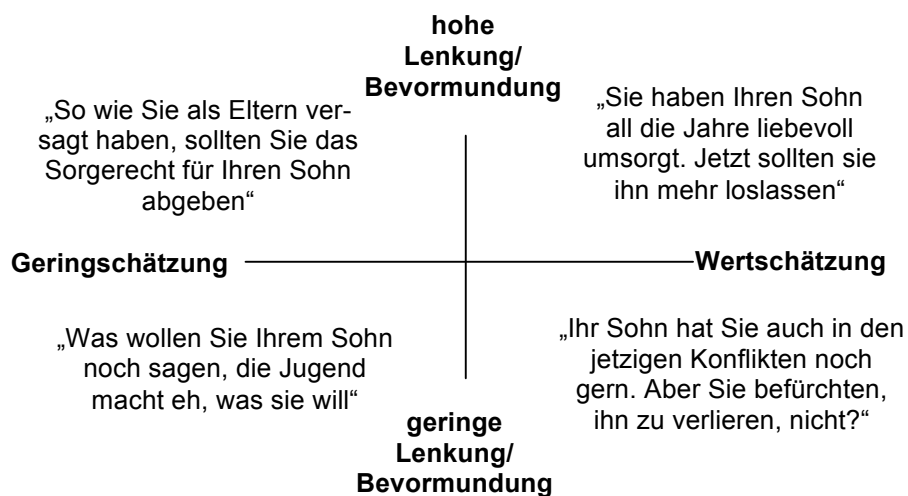 hohe
Lenkung/
Bevormundung
„So wie Sie als Eltern ver-
sagt haben, sollten Sie das
Sorgerecht für Ihren Sohn
abgeben“
„Sie haben Ihren Sohn
all die Jahre liebevoll
umsorgt. Jetzt sollten sie
ihn mehr loslassen“
Geringschätzung
Wertschätzung
„Was wollen Sie Ihrem Sohn
noch sagen, die Jugend
macht eh, was sie will“
„Ihr Sohn hat Sie auch in den
jetzigen Konflikten noch
gern. Aber Sie befürchten,
ihn zu verlieren, nicht?“
geringe
Lenkung/
Bevormundung